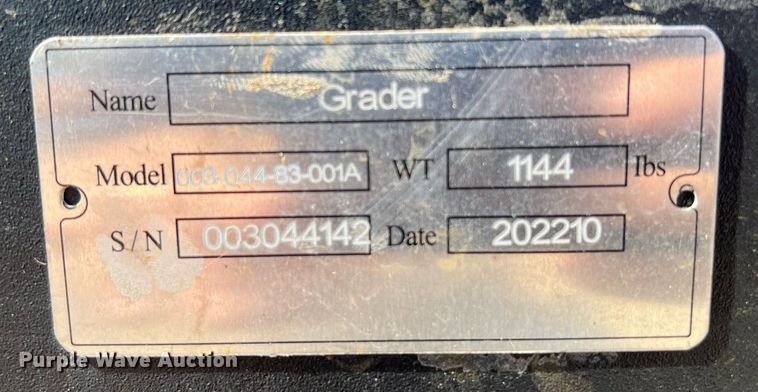 Name Grader
Model 003-044-83-001A WT 1144 lbs
S/N 003044142 Date 202210
Purple Wave Auction